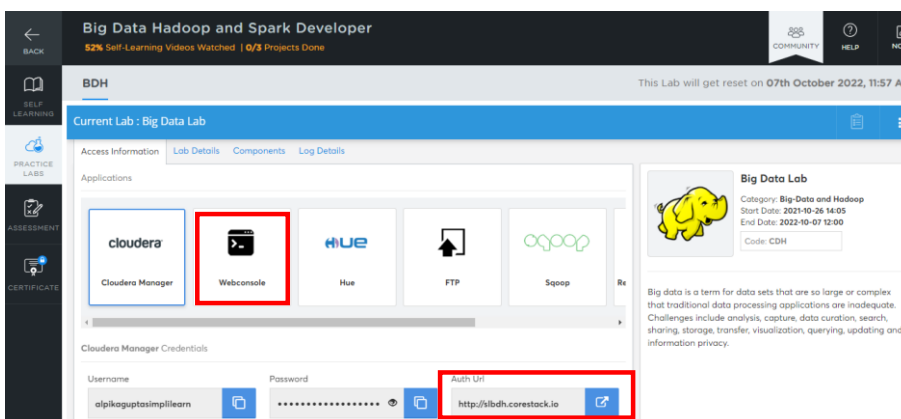 Big Data Hadoop and Spark Developer
52% Self-Learning Videos Watched | 0/3 Projects Done
BACK
COMMUNITY
HELP
BDH
This Lab will get reset on 07th October 2022, 11:57 A
SELF
LEARNING
PRACTICE
LABS
ASSESSMENT
CERTIFICATE
Current Lab : Big Data Lab
Access Information Lab Details Components Log Details
Applications
cloudera
HUE
sqoop
Cloudera Manager Webconsole Hue FTP Sqoop Re
Cloudera Manager Credentials
Username Password Auth Url
alpikaguptasimplilearn
http://slbdh.corestack.io
Big Data Lab
Category: Big-Data and Hadoop
Start Date: 2021-10-26 14:05
End Date: 2022-10-07 12:00
Code: CDH
Big data is a term for data sets that are so large or complex
that traditional data processing applications are inadequate.
Challenges include analysis, capture, data curation, search,
sharing, storage, transfer, visualization, querying, updating and
information privacy.